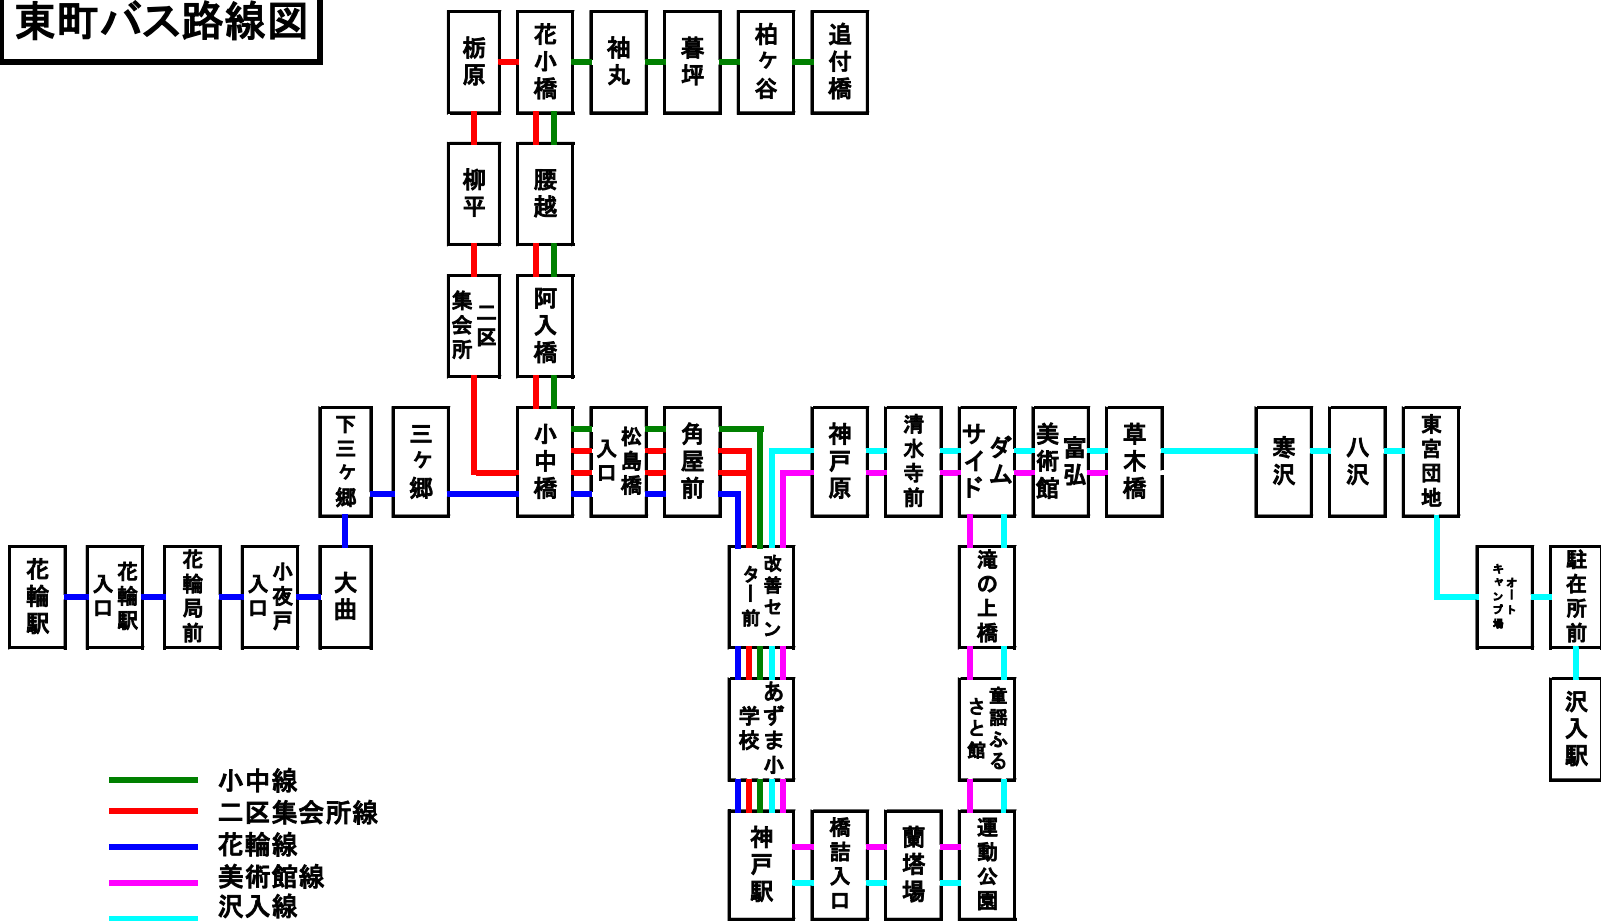 東町バス路線図
栃原
花小橋
袖丸
暮坪
柏ヶ谷
追付橋
柳平
腰越
二区
集会所
阿入橋
下三ヶ郷
三ヶ郷
小中橋
松島橋
入口
角屋前
神戸原
清水寺前
ダム
サイド
富弘
美術館
草木橋
寒沢
八沢
東宮団地
花輪駅
花輪駅
入口
花輪局前
小夜戸
入口
大曲
改善セン
ター前
滝の上橋
オート
キャンプ場
駐在所前
あずま小
学校
童謡ふる
さと館
沢入駅
神戸駅
橋詰入口
蘭塔場
運動公園
小中線
二区集会所線
花輪線
美術館線
沢入線